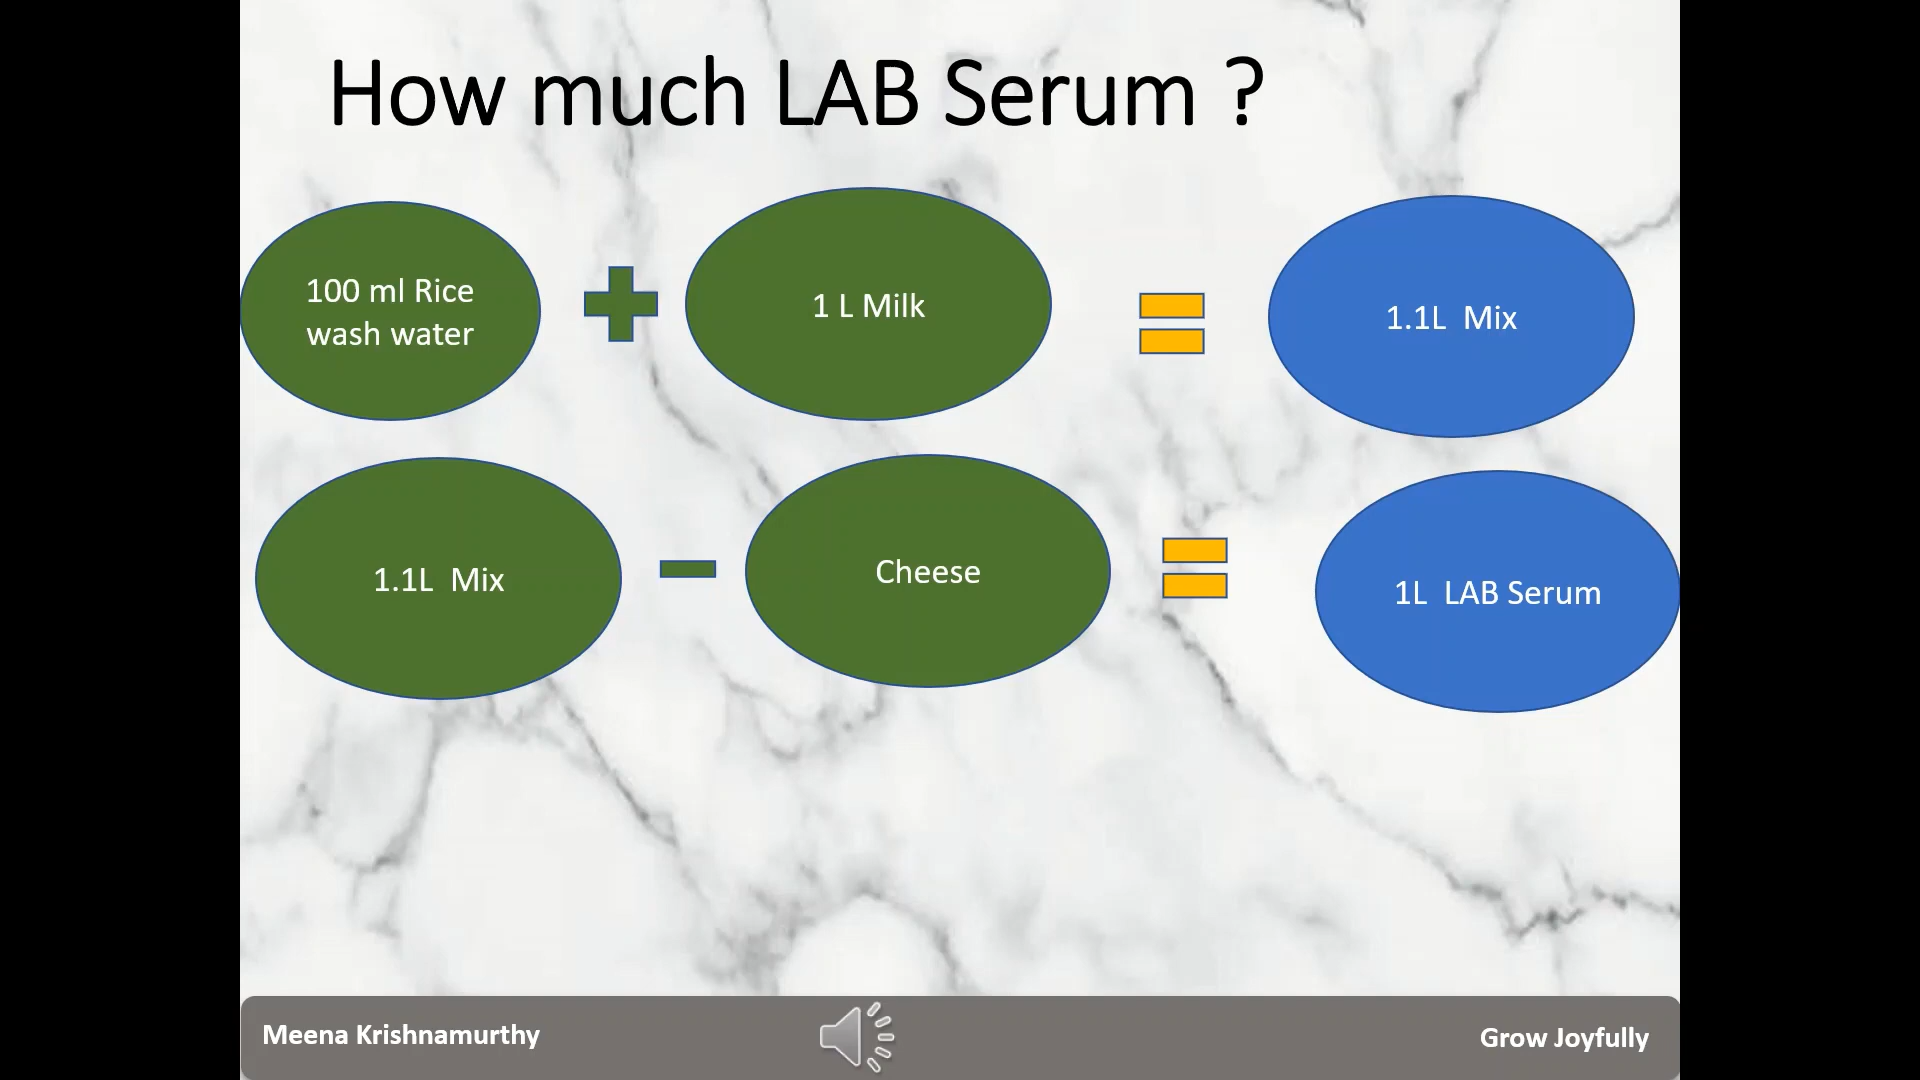 How much LAB Serum ?
100 ml Rice
wash water
1 L Milk
1.1L  Mix
1.1L  Mix
Cheese
1L  LAB Serum
Meena Krishnamurthy
Grow Joyfully